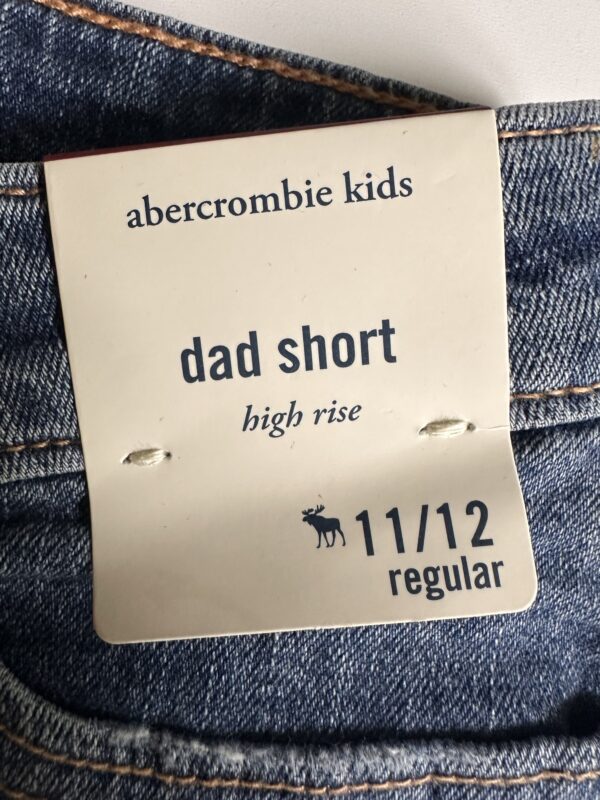 abercrombie kids
dad short
high rise
11/12
regular